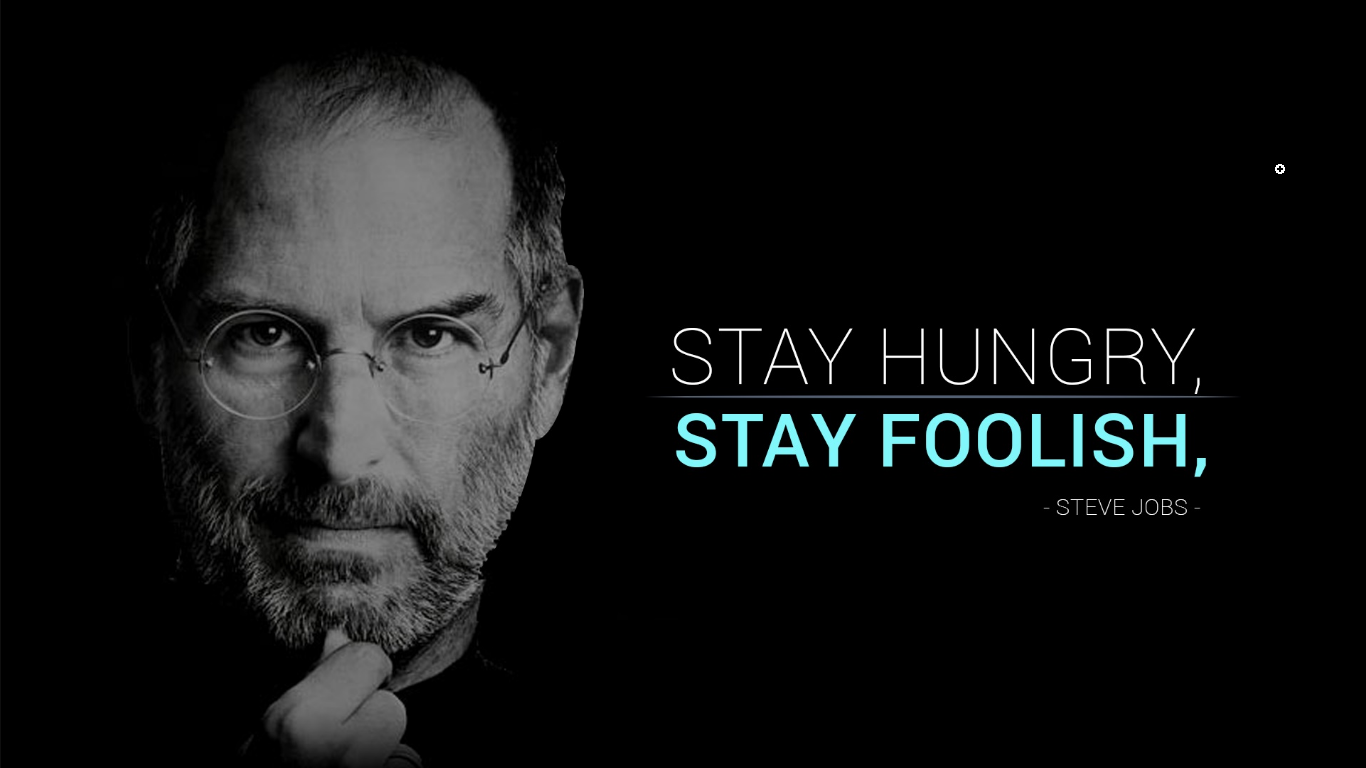 STAY HUNGRY,
STAY FOOLISH,
- STEVE JOBS -